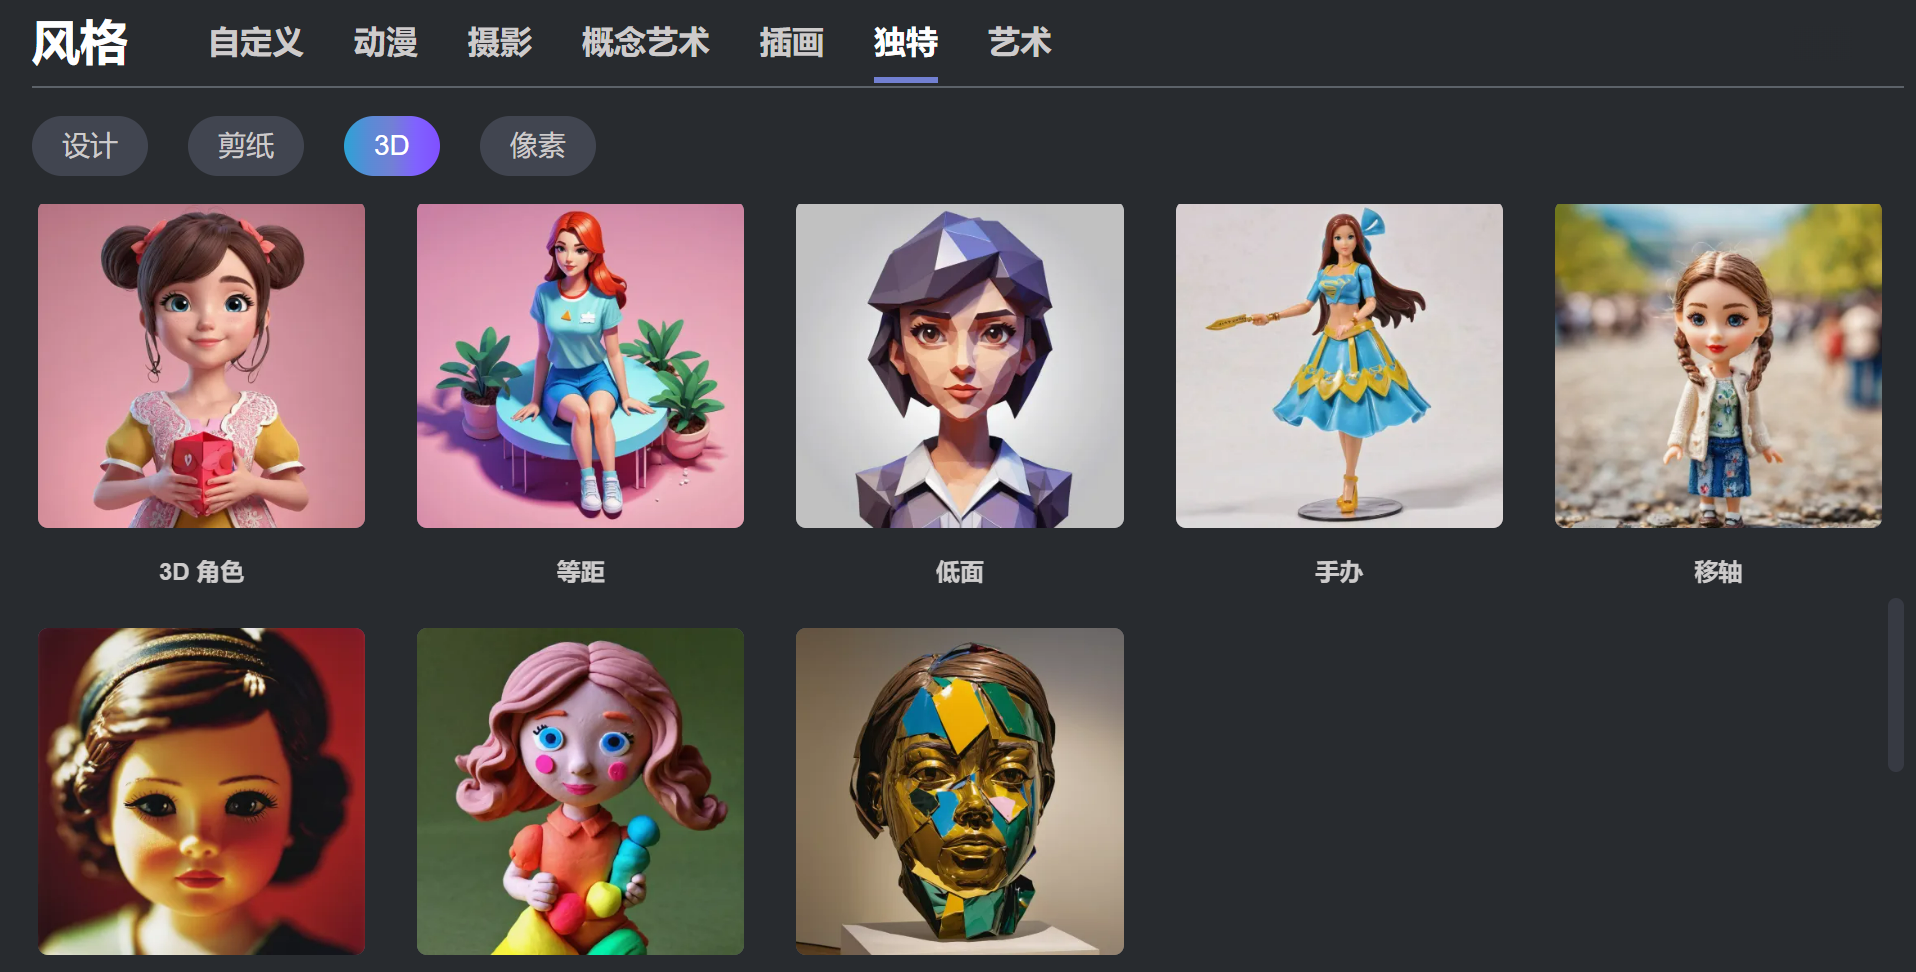 风格 自定义 动漫 摄影 概念艺术 插画 独特 艺术
设计 剪纸 3D 像素
3D 角色 等距 低面 手办 移轴